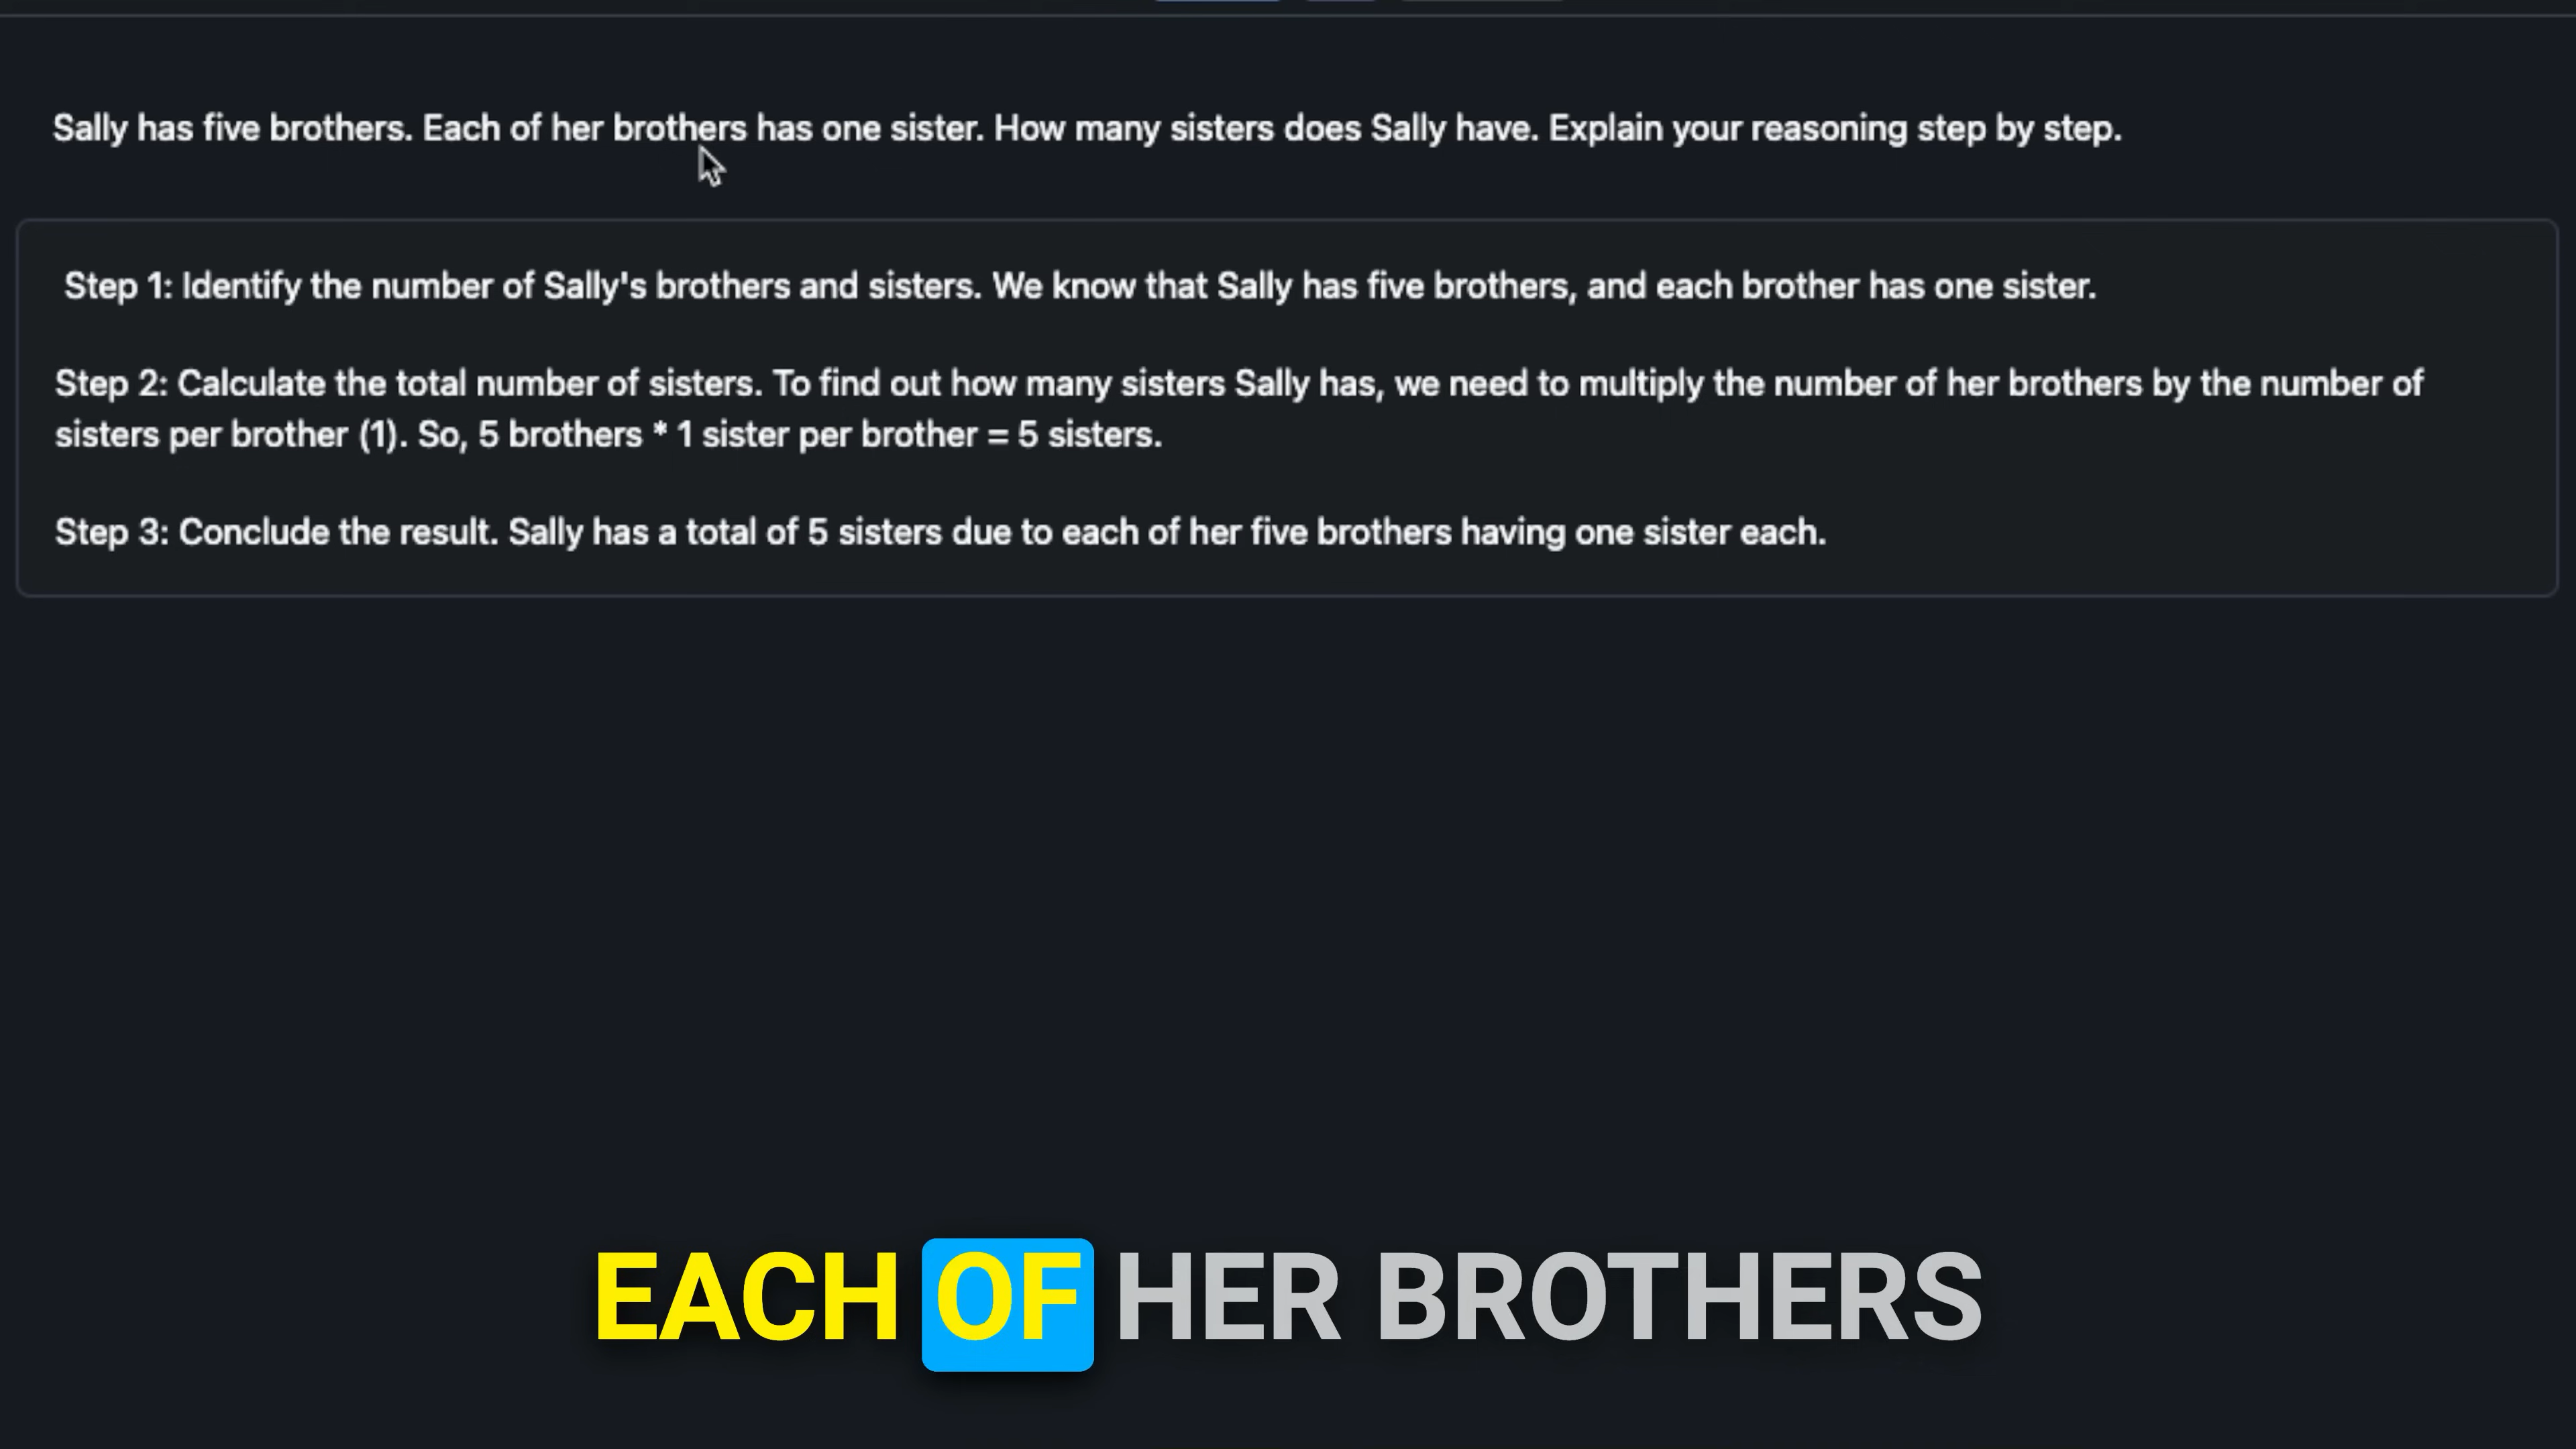 Sally has five brothers. Each of her brothers has one sister. How many sisters does Sally have. Explain your reasoning step by step.
Step 1: Identify the number of Sally's brothers and sisters. We know that Sally has five brothers, and each brother has one sister.
Step 2: Calculate the total number of sisters. To find out how many sisters Sally has, we need to multiply the number of her brothers by the number of
sisters per brother (1). So, 5 brothers * 1 sister per brother = 5 sisters.
Step 3: Conclude the result. Sally has a total of 5 sisters due to each of her five brothers having one sister each.
EACH OF HER BROTHERS